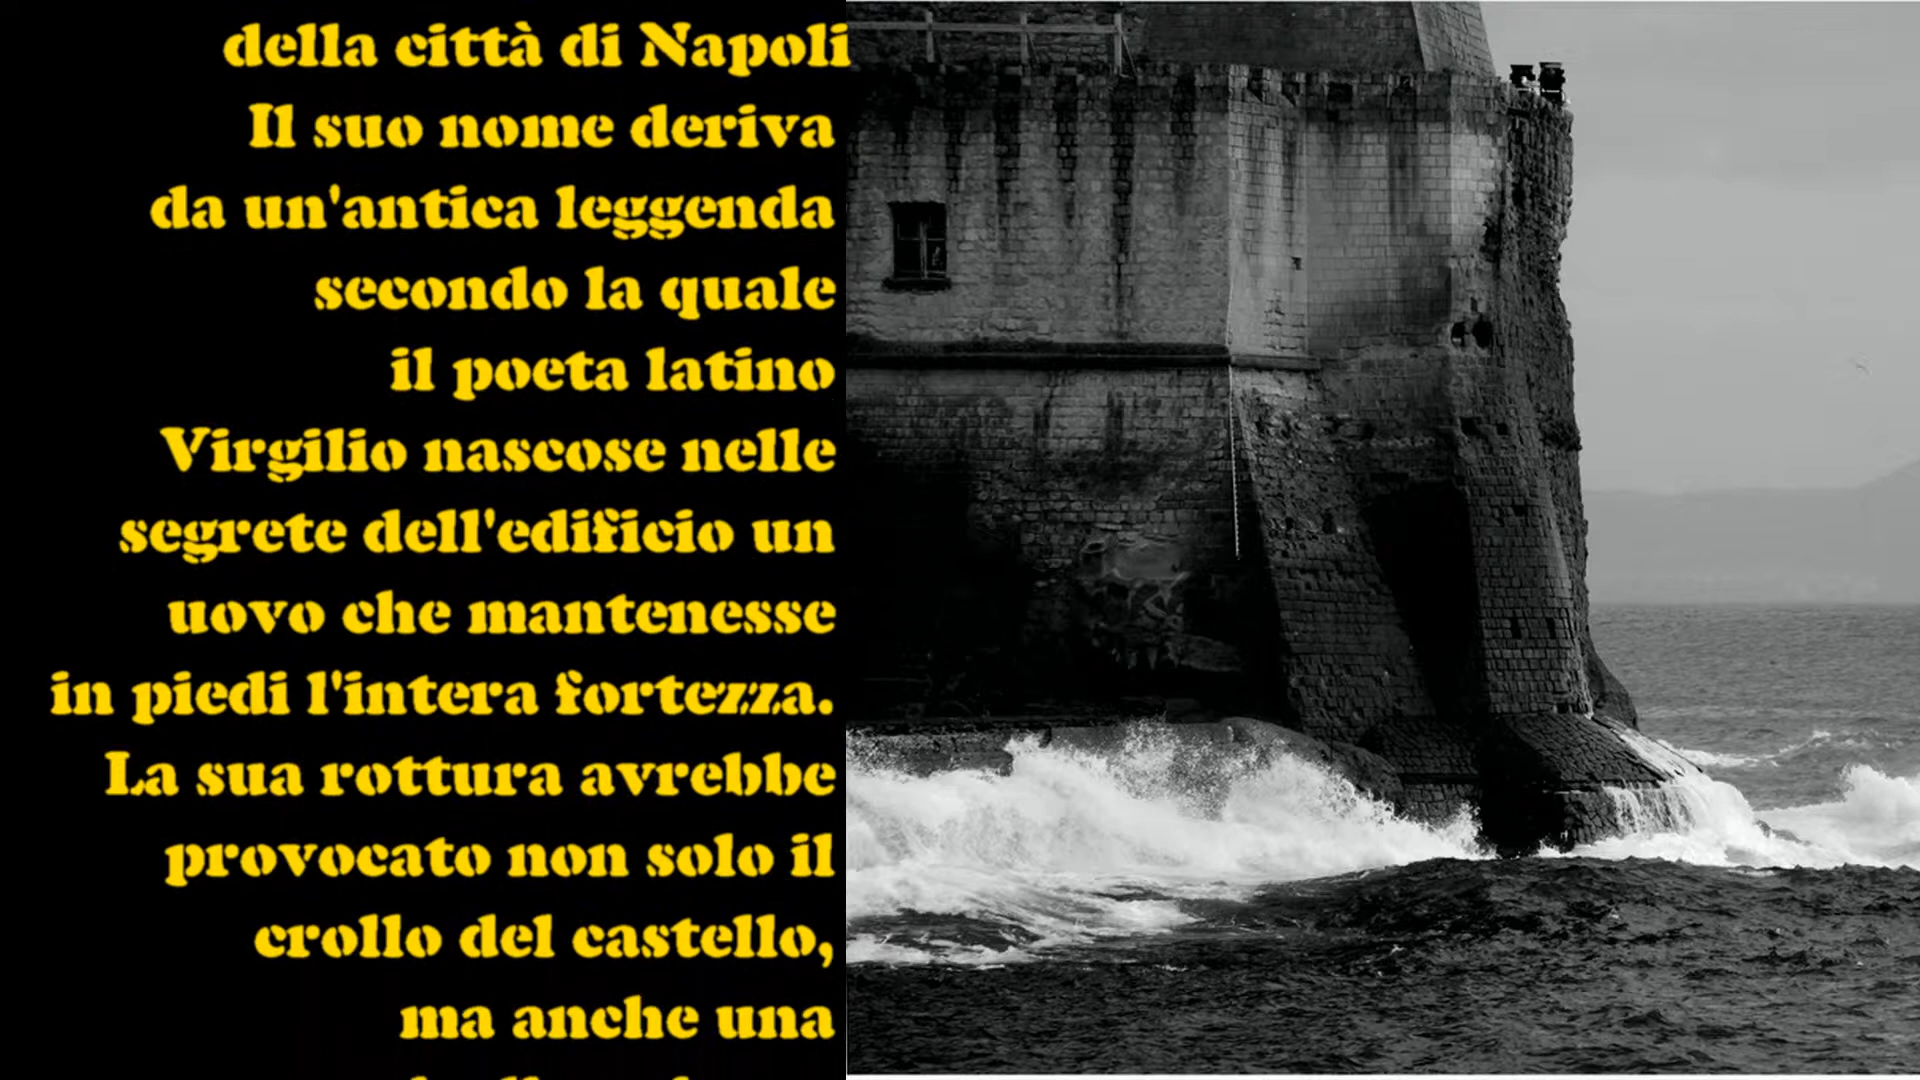 della città di Napoli
Il suo nome deriva
da un'antica leggenda
secondo la quale
il poeta latino
Virgilio nascose nelle
segrete dell'edificio un
uovo che mantenesse
in piedi l'intera fortezza.
La sua rottura avrebbe
provocato non solo il
crollo del castello,
ma anche una